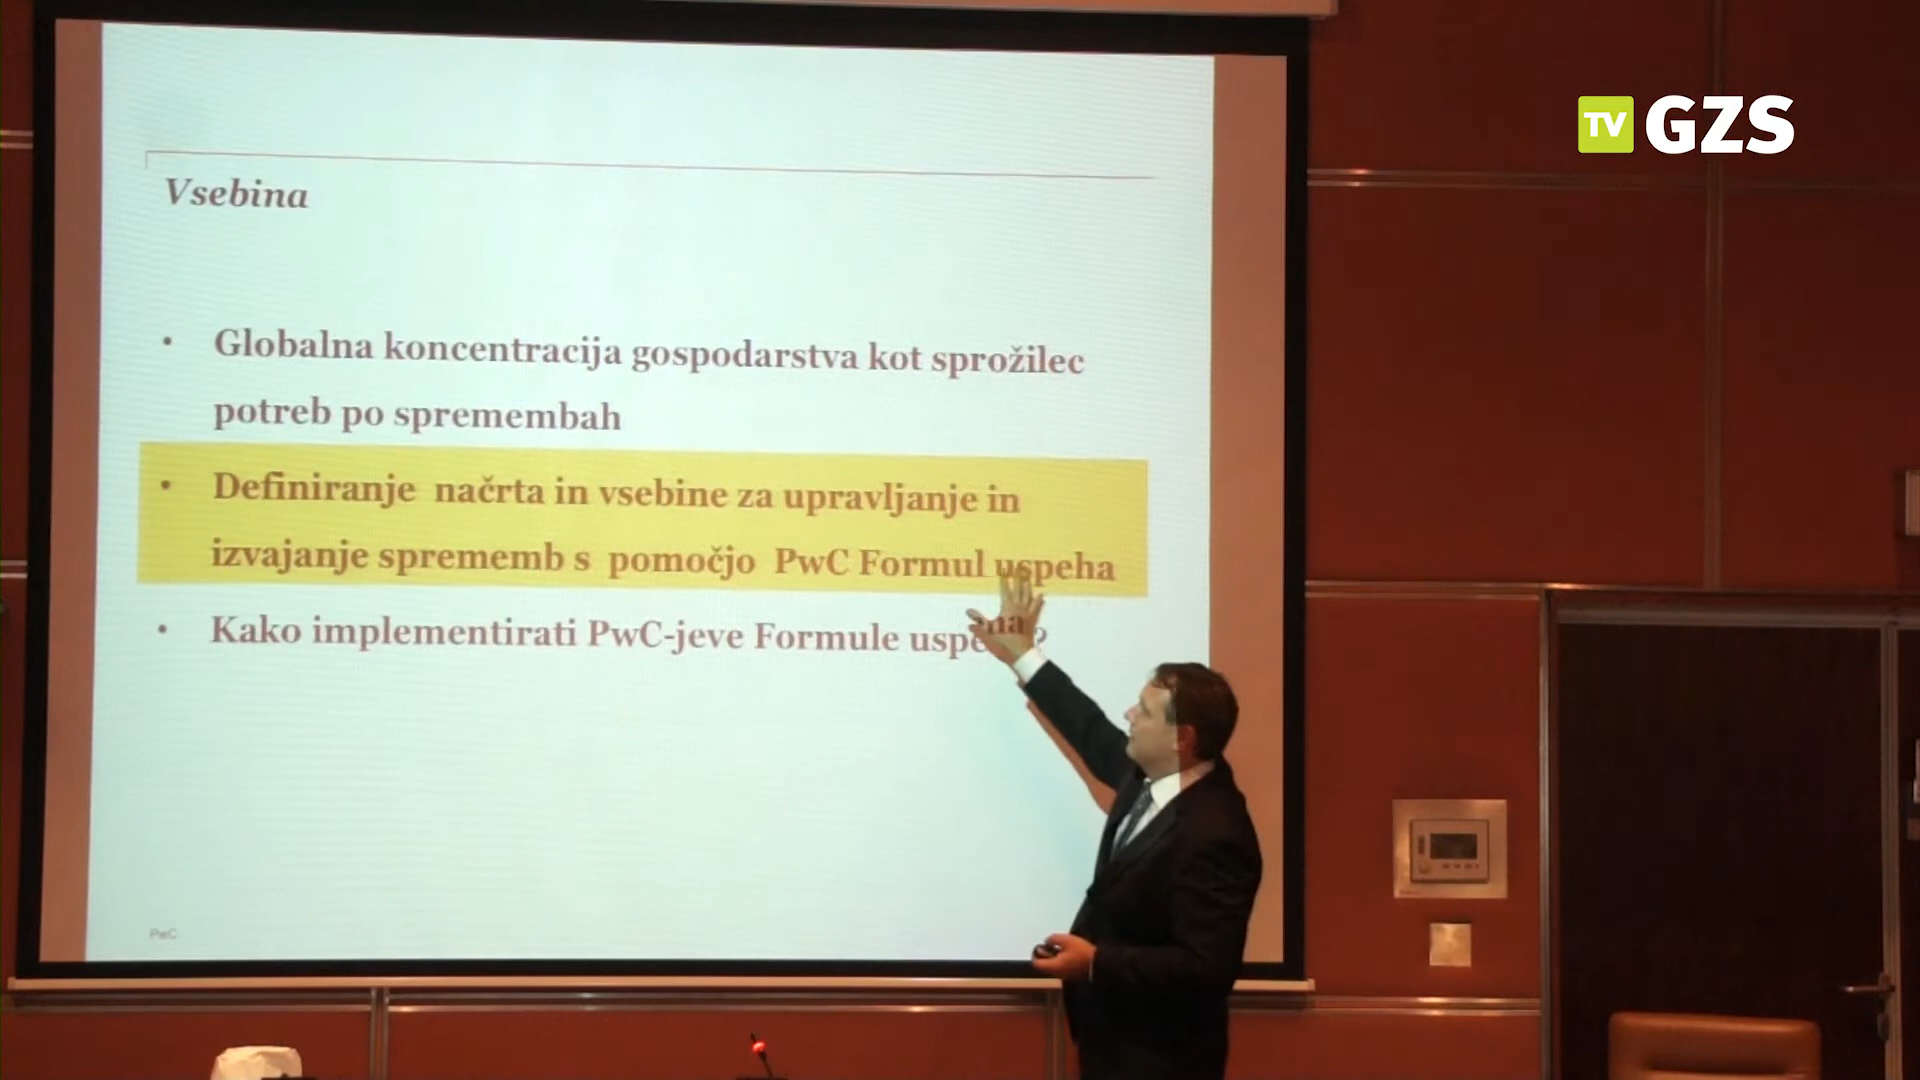 TV GZS
Vsebina
• Globalna koncentracija gospodarstva kot sprožilec
potreb po spremembah
• Definiranje načrta in vsebine za upravljanje in
izvajanje sprememb s pomočjo PwC Formul uspeha
• Kako implementirati PwC-jeve Formule uspeha?
PwC